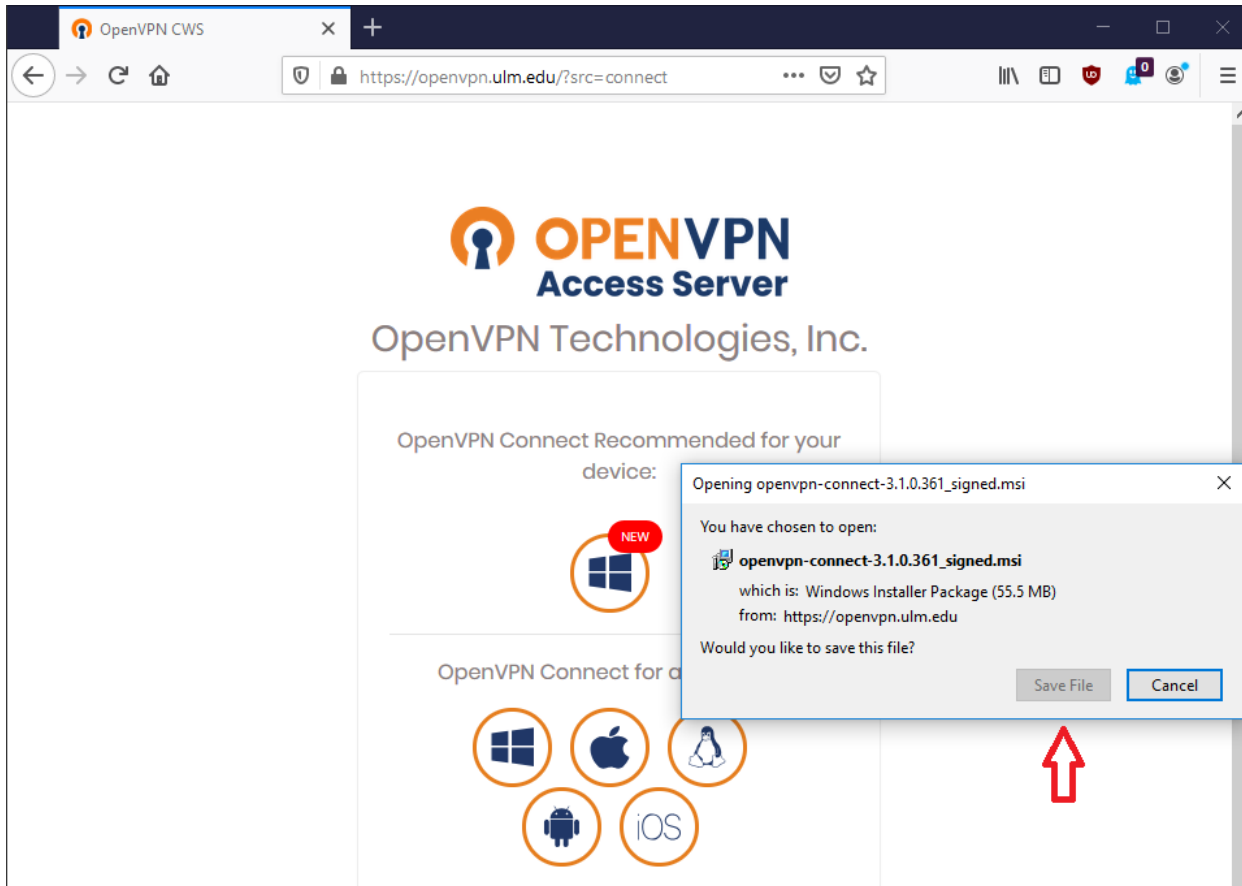 OpenVPN CWS
https://openvpn.ulm.edu/?src=connect
0
OPENVPN
Access Server
OpenVPN Technologies, Inc.
OpenVPN Connect Recommended for your
device:
NEW
OpenVPN Connect for a
iOS
Opening openvpn-connect-3.1.0.361_signed.msi
You have chosen to open:
openvpn-connect-3.1.0.361_signed.msi
which is: Windows Installer Package (55.5 MB)
from: https://openvpn.ulm.edu
Would you like to save this file?
Save File Cancel